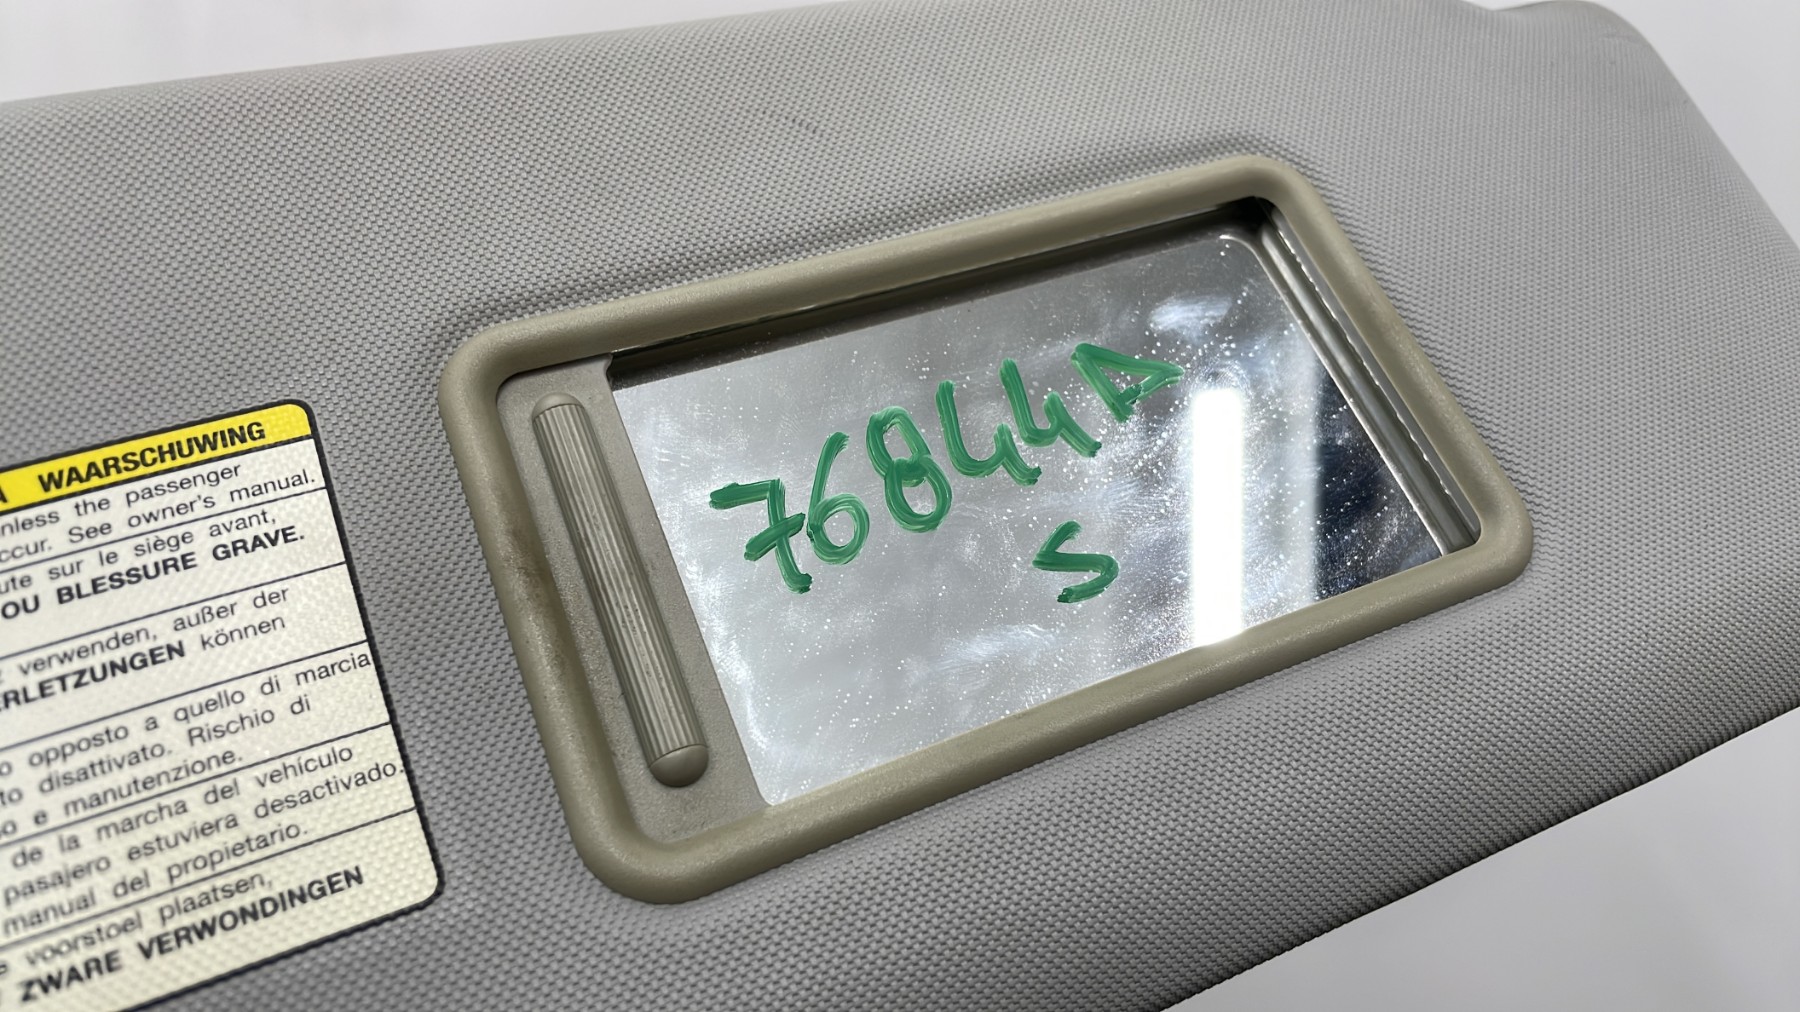 WAARSCHUWING
nless the passenger
ccur. See owner's manual.
ute sur le siège avant,
OU BLESSURE GRAVE.
verwenden, außer der
ERLETZUNGEN können
o opposto a quello di marcia
to disattivato. Rischio di
o e manutenzione.
de la marcha del vehículo
pasajero estuviera desactivado.
manual del propietario.
voorstoel plaatsen,
ZWARE VERWONDINGEN
76844A
S